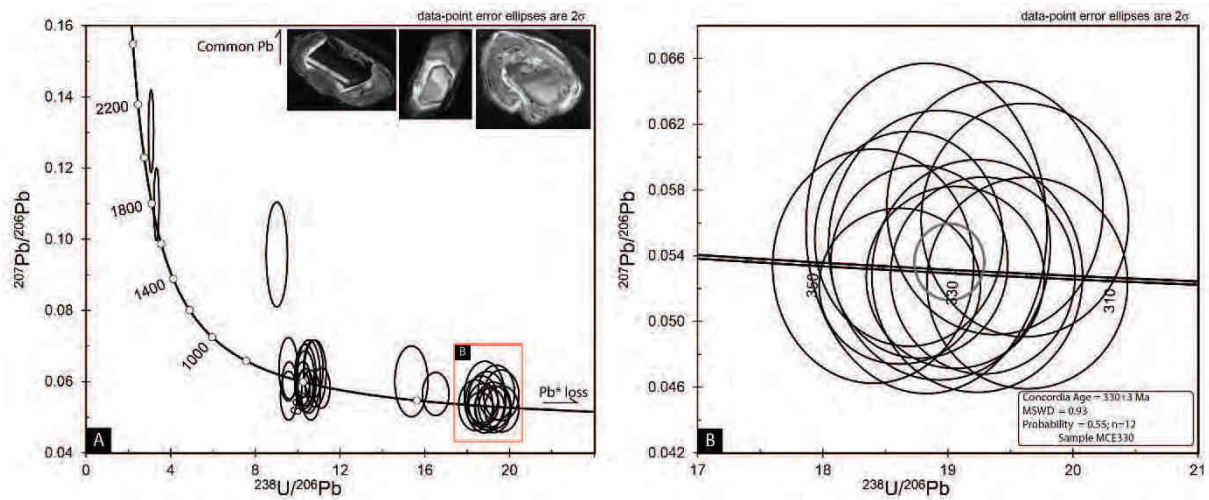 data-point error ellipses are 2σ
Common Pb
0.16
0.14
0.12
0.10
0.08
0.06
0.04
2200
1800
1400
1000
207Pb/206Pb
B
Pb* loss
A
0 4 8 12 16 20
238U/206Pb
data-point error ellipses are 2σ
0.066
0.062
0.058
0.054
0.050
0.046
0.042
207Pb/206Pb
350
330
310
Concordia Age = 330±3 Ma
MSWD = 0.93
Probability = 0.55; n=12
Sample MCE330
B
17 18 19 20 21
238U/206Pb